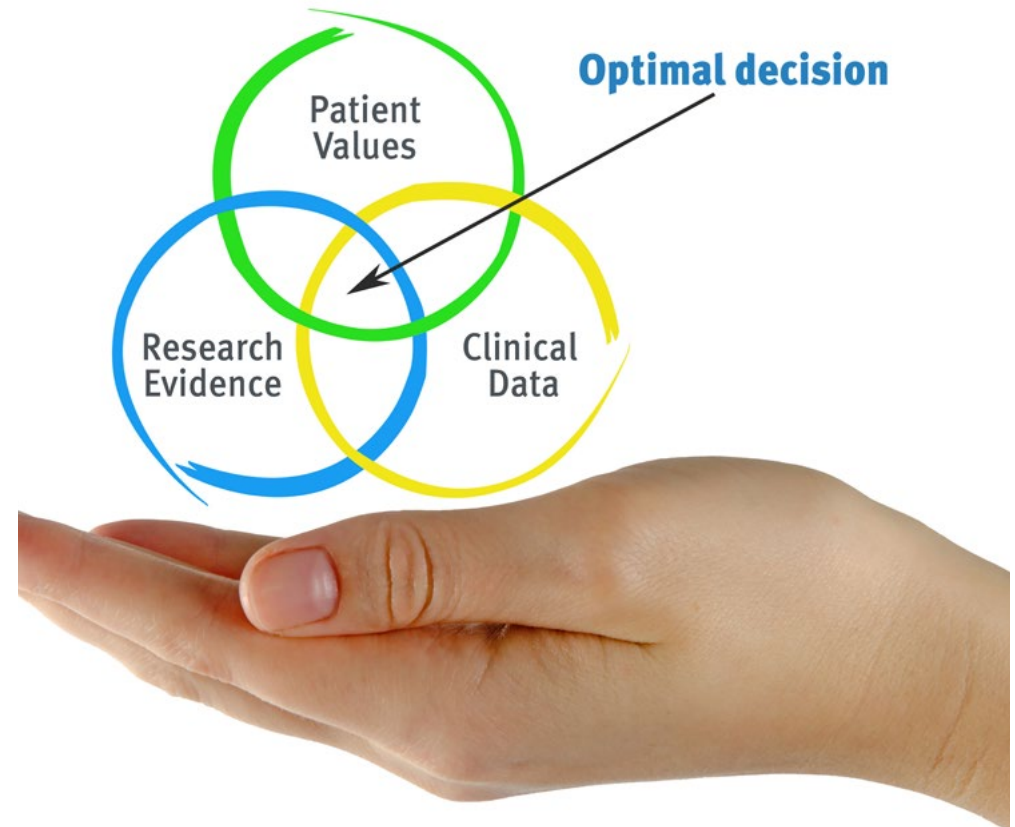 Optimal decision
Patient
Values
Research
Evidence
Clinical
Data